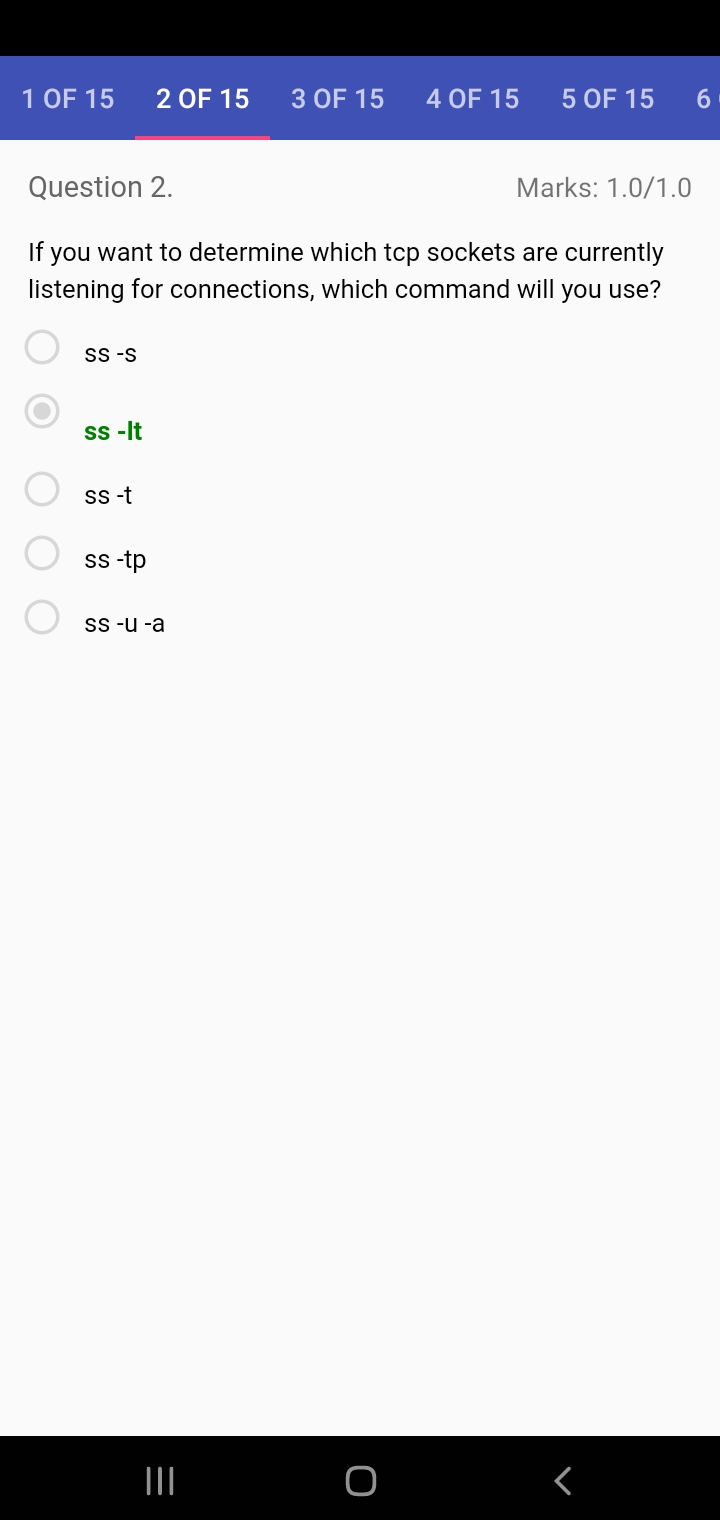 1 OF 15 2 OF 15 3 OF 15 4 OF 15 5 OF 15 6
Question 2. Marks: 1.0/1.0
If you want to determine which tcp sockets are currently
listening for connections, which command will you use?
ss -s
ss -lt
ss -t
ss -tp
ss -u -a